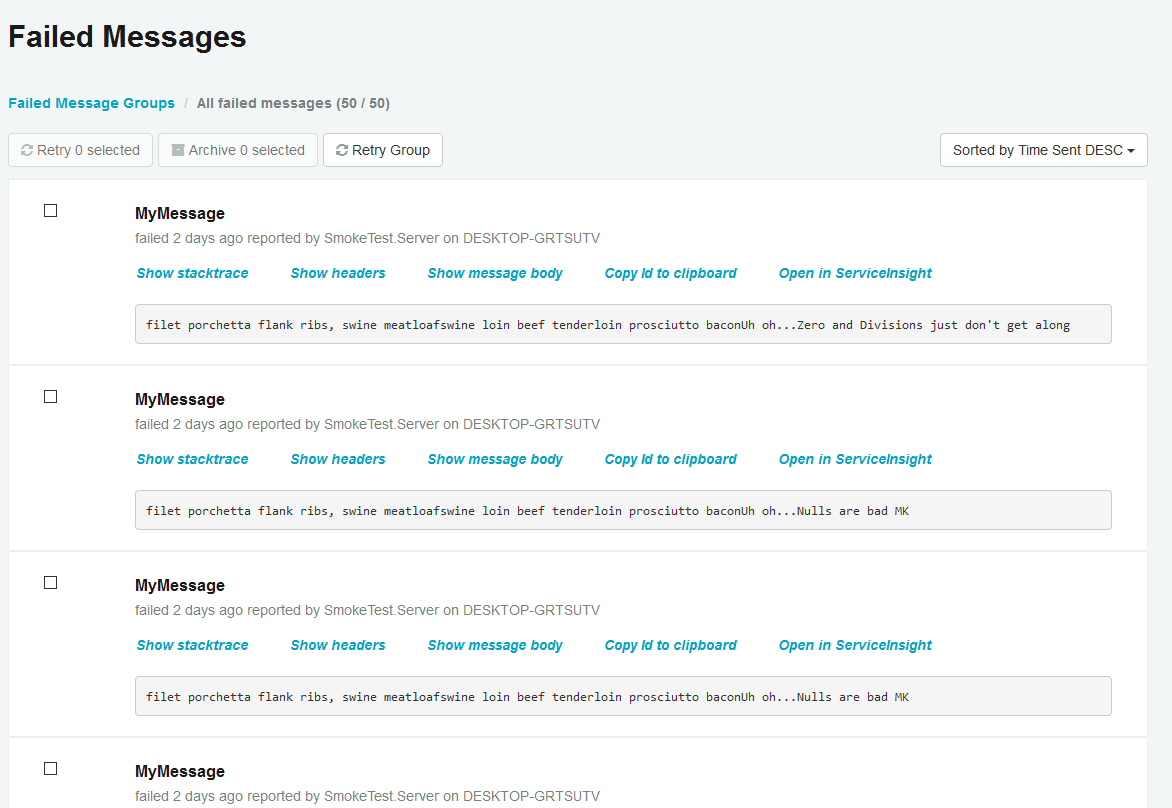 Failed Messages
Failed Message Groups / All failed messages (50 / 50)
Retry 0 selected Archive 0 selected Retry Group Sorted by Time Sent DESC
MyMessage
failed 2 days ago reported by SmokeTest.Server on DESKTOP-GRTSUTV
Show stacktrace Show headers Show message body Copy Id to clipboard Open in ServiceInsight
filet porchetta flank ribs, swine meatloafswine loin beef tenderloin prosciutto baconUh oh...Zero and Divisions just don't get along
MyMessage
failed 2 days ago reported by SmokeTest.Server on DESKTOP-GRTSUTV
Show stacktrace Show headers Show message body Copy Id to clipboard Open in ServiceInsight
filet porchetta flank ribs, swine meatloafswine loin beef tenderloin prosciutto baconUh oh...Nulls are bad MK
MyMessage
failed 2 days ago reported by SmokeTest.Server on DESKTOP-GRTSUTV
Show stacktrace Show headers Show message body Copy Id to clipboard Open in ServiceInsight
filet porchetta flank ribs, swine meatloafswine loin beef tenderloin prosciutto baconUh oh...Nulls are bad MK
MyMessage
failed 2 days ago reported by SmokeTest.Server on DESKTOP-GRTSUTV